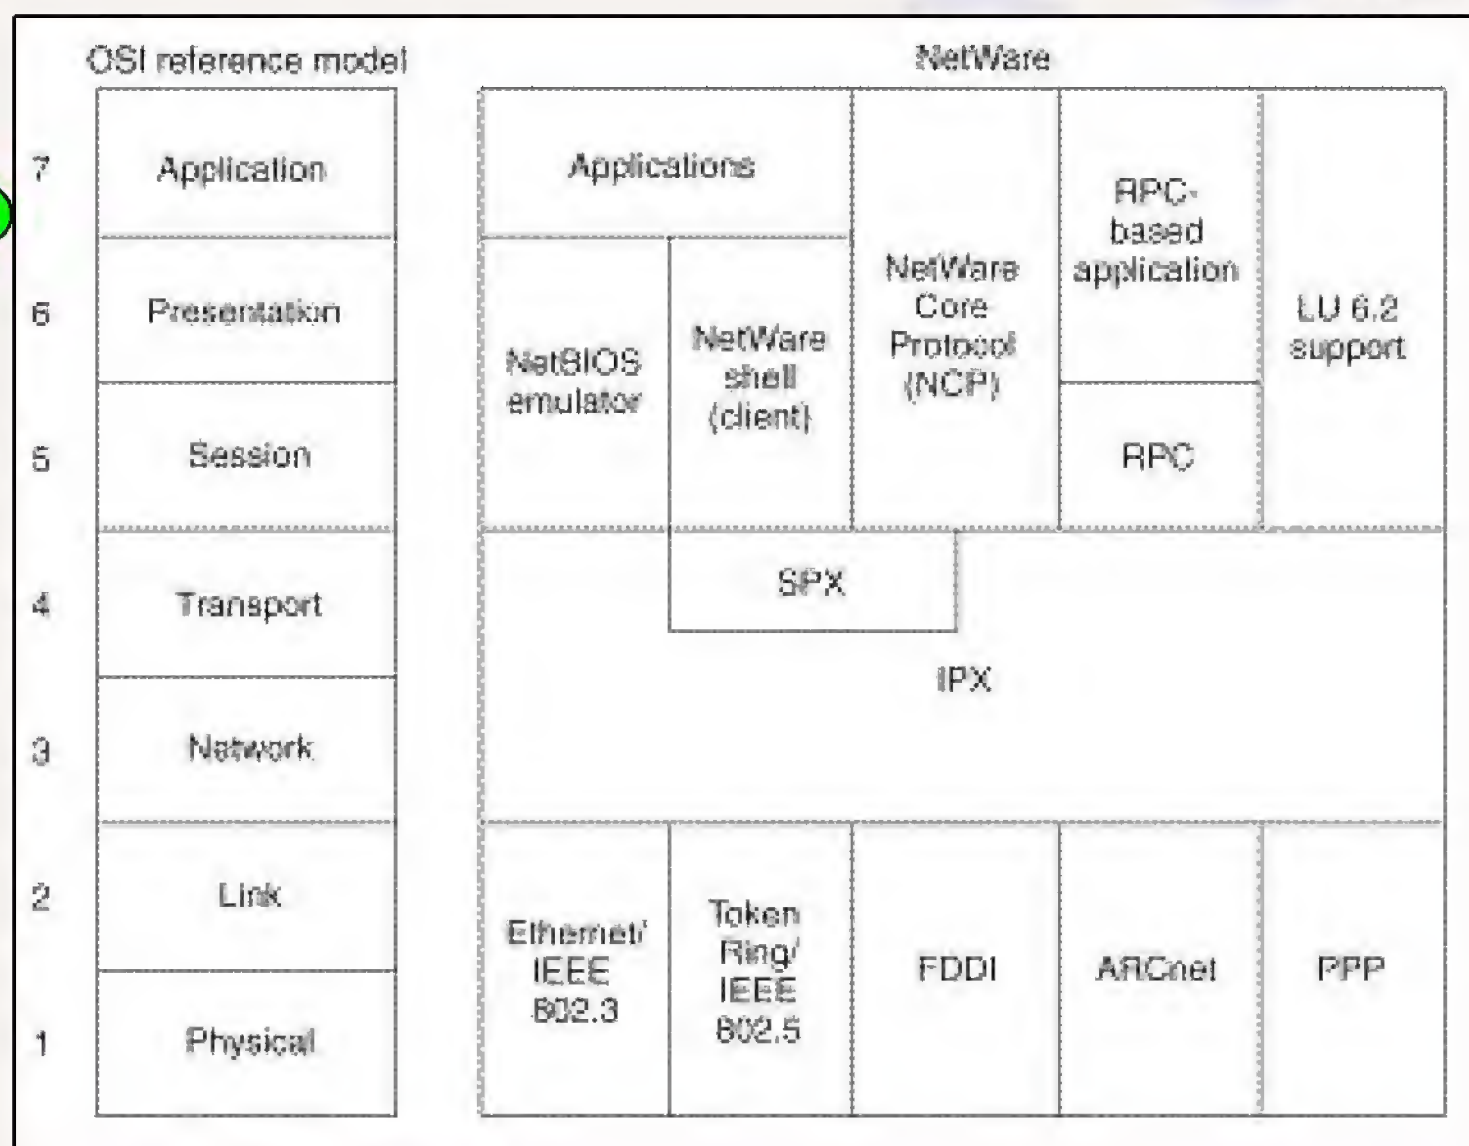 OSI reference model
7
Application
6
Presentation
5
Session
4
Transport
3
Network
2
Link
1
Physical
NetWare
Applications
NetBIOS
emulator
NetWare
shell
(client)
NetWare
Core
Protocol
(NCP)
RPC-
based
application
RPC
LU 6.2
support
SPX
IPX
Ethernet/
IEEE
802.3
Token
Ring/
IEEE
802.5
FDDI
ARCnet
PPP